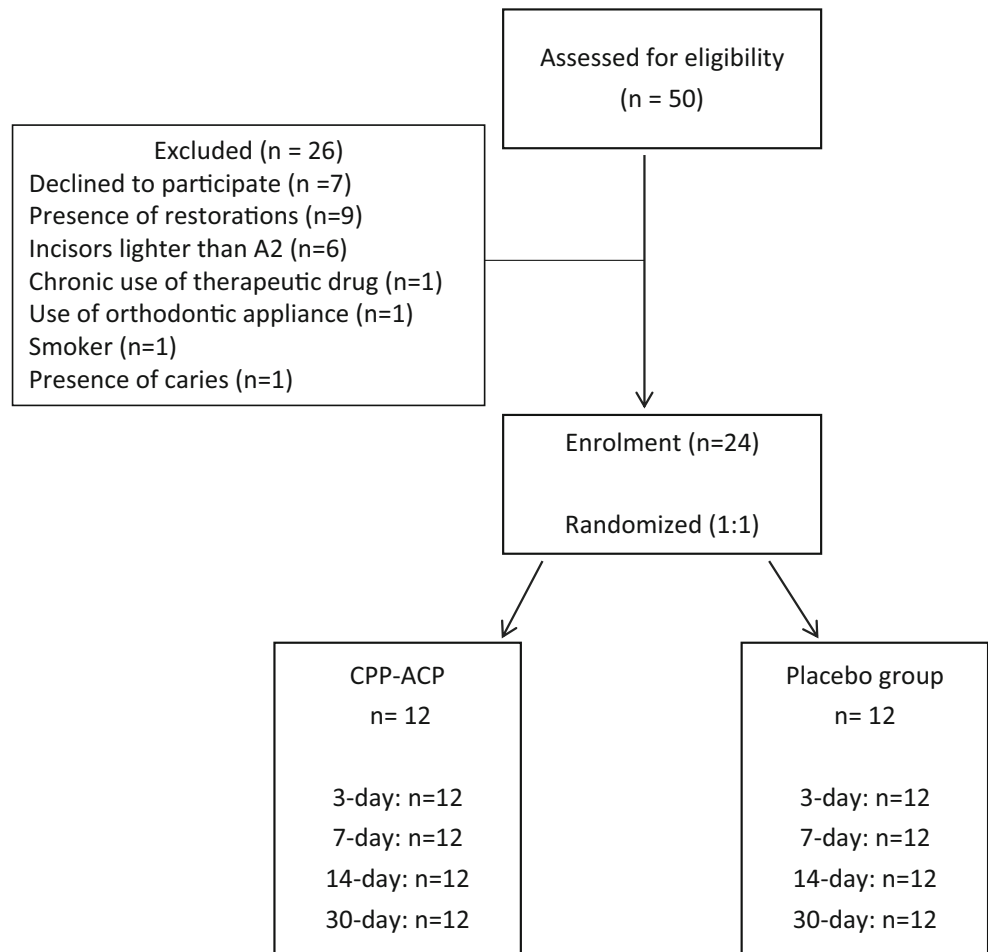 Assessed for eligibility
(n = 50)
Excluded (n = 26)
Declined to participate (n =7)
Presence of restorations (n=9)
Incisors lighter than A2 (n=6)
Chronic use of therapeutic drug (n=1)
Use of orthodontic appliance (n=1)
Smoker (n=1)
Presence of caries (n=1)
Enrolment (n=24)
Randomized (1:1)
CPP-ACP
n= 12
3-day: n=12
7-day: n=12
14-day: n=12
30-day: n=12
Placebo group
n= 12
3-day: n=12
7-day: n=12
14-day: n=12
30-day: n=12